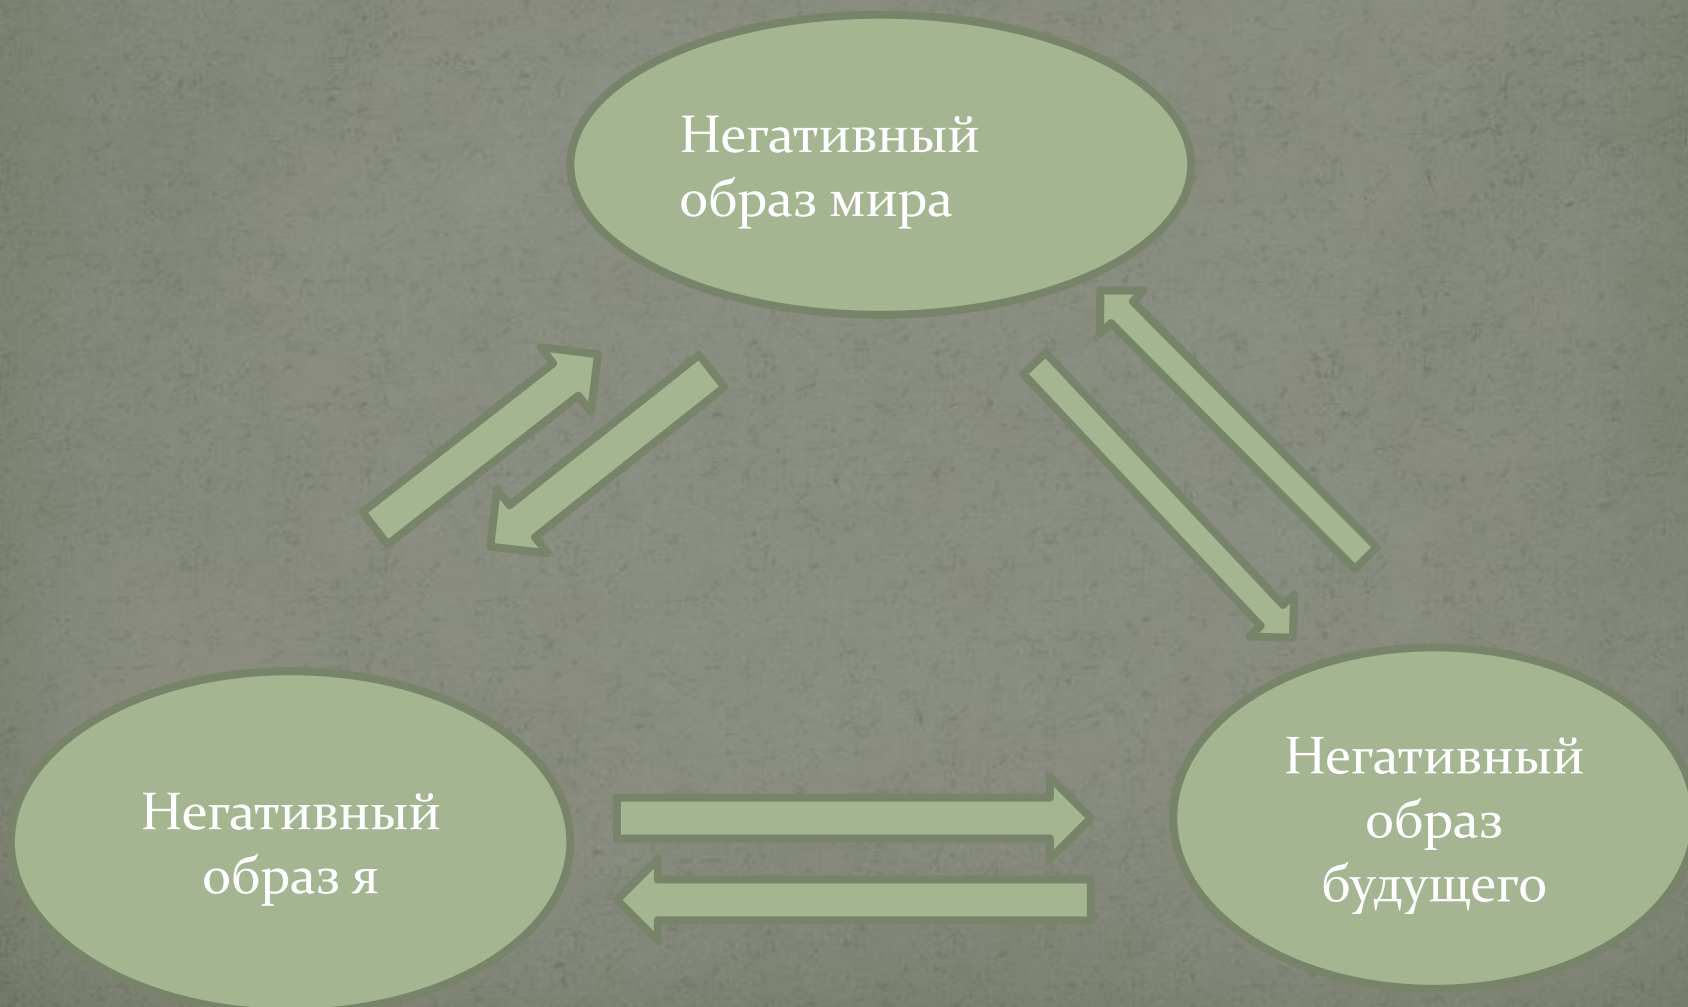 Негативный
образ мира
Негативный
образ я
Негативный
образ
будущего